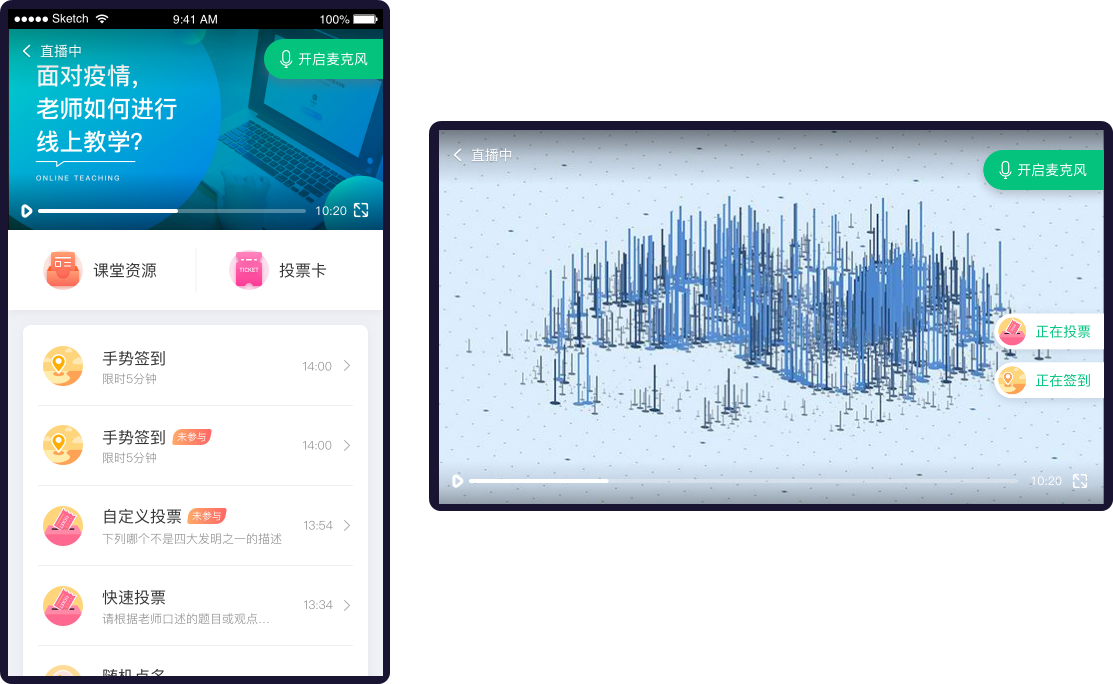 Sketch
9:41 AM
100%
直播中
开启麦克风
面对疫情,
老师如何进行
线上教学?
ONLINE TEACHING
10:20
课堂资源
TICKET
投票卡
手势签到
14:00
限时5分钟
手势签到 未参与
14:00
限时5分钟
自定义投票 未参与
13:54
下列哪个不是四大发明之一的描述
快速投票
13:34
请根据老师口述的题目或观点...
随机点名
直播中
开启麦克风
正在投票
正在签到
10:20